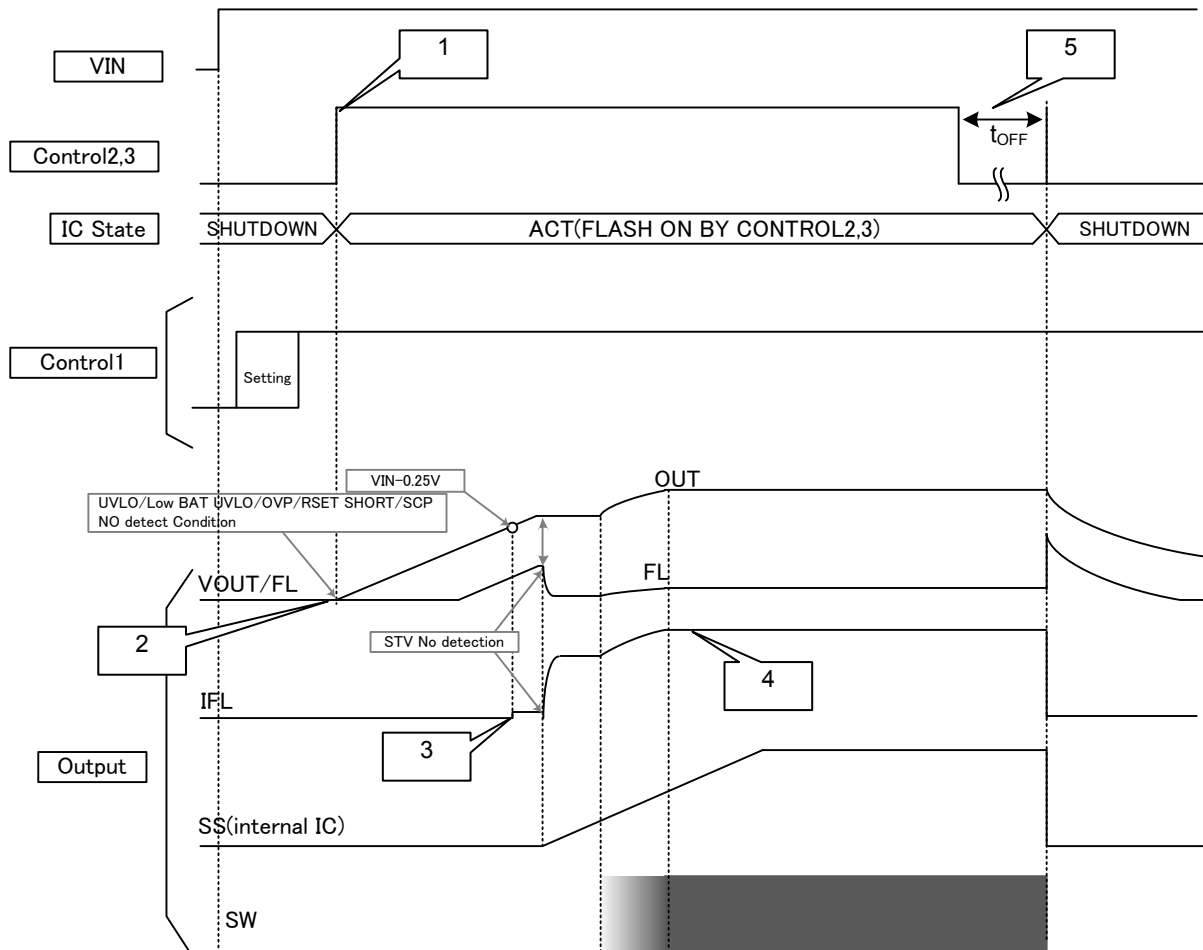 1
5
VIN
tOFF
Control2,3
IC State
SHUTDOWN
ACT(FLASH ON BY CONTROL2,3)
SHUTDOWN
Control1
Setting
VIN-0.25V
OUT
UVLO/Low BAT UVLO/OVP/RSET SHORT/SCP
NO detect Condition
VOUT/FL
FL
2
STV No detection
4
IFL
3
Output
SS(internal IC)
SW